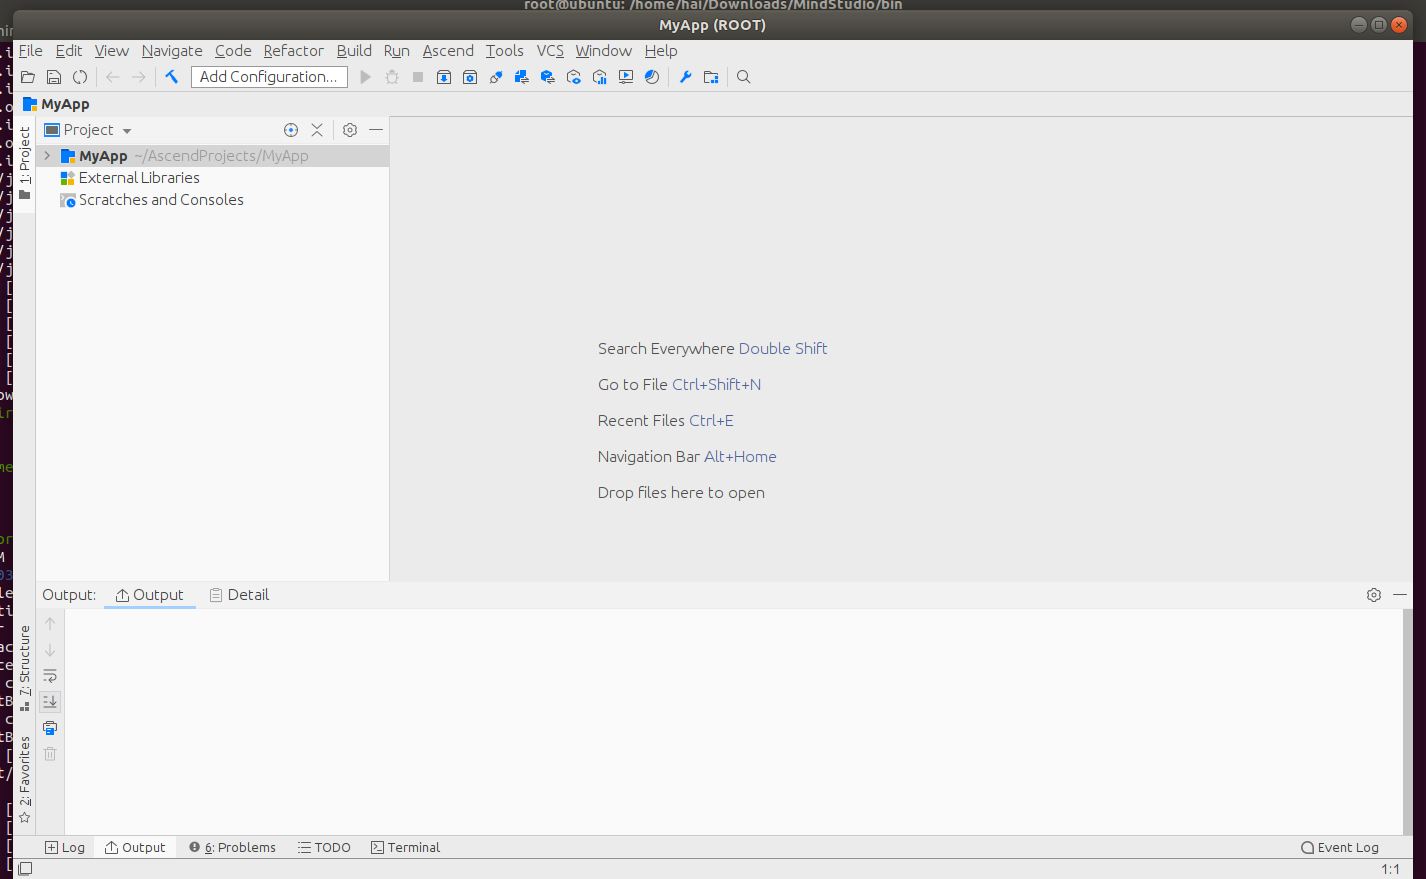 root@ubuntu: /home/hai/Downloads/MindStudio/bin
MyApp (ROOT)
File Edit View Navigate Code Refactor Build Run Ascend Tools VCS Window Help
Add Configuration...
MyApp
1: Project
Project
MyApp ~/AscendProjects/MyApp
External Libraries
Scratches and Consoles
Search Everywhere Double Shift
Go to File Ctrl+Shift+N
Recent Files Ctrl+E
Navigation Bar Alt+Home
Drop files here to open
Output: Output Detail
7: Structure
2: Favorites
Log Output 6: Problems TODO Terminal Event Log
1:1